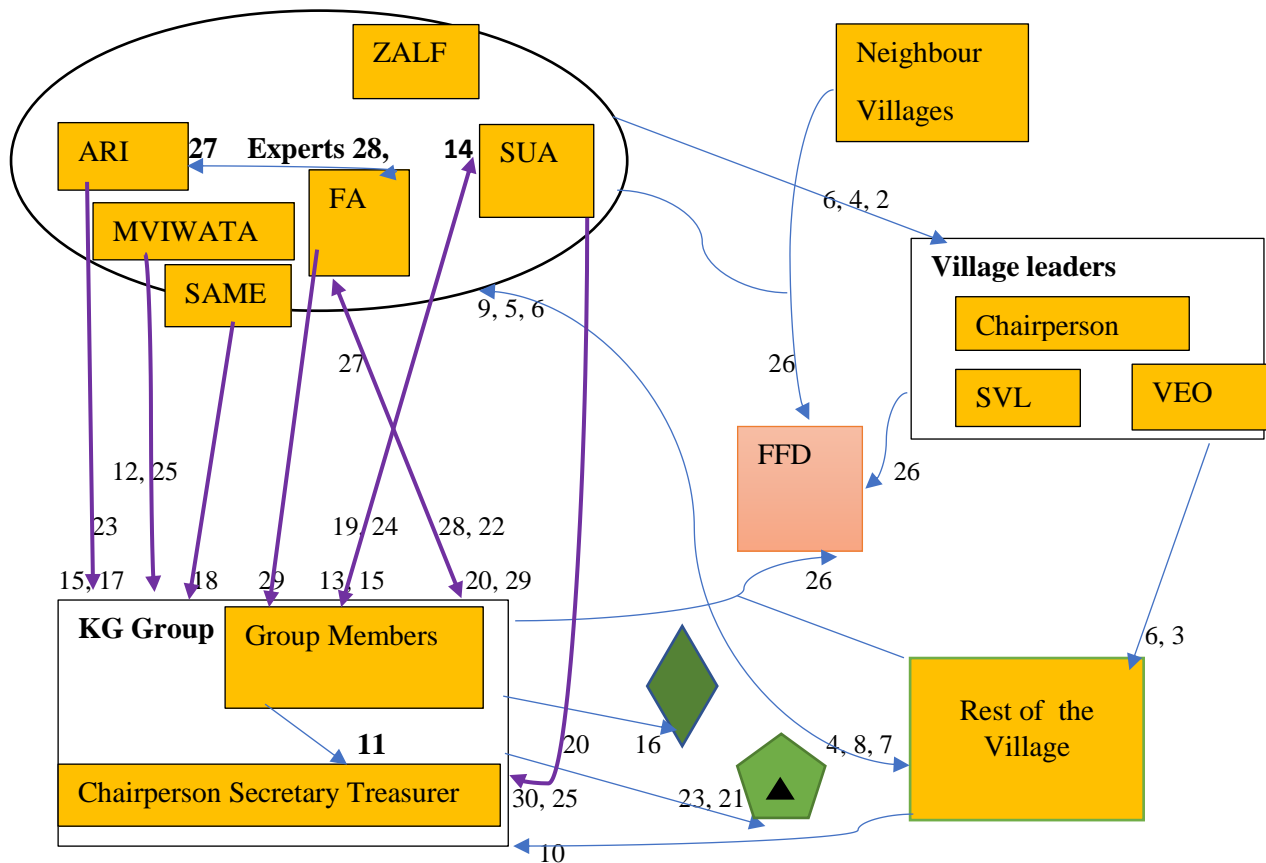 ZALF
Neighbour
Villages
ARI
27
Experts 28,
14
SUA
FA
6, 4, 2
MVIWATA
Village leaders
SAME
9, 5, 6
Chairperson
27
26
SVL
VEO
FFD
12, 25
26
23
19, 24
28, 22
15, 17
18
29
13, 15
20, 29
26
KG Group
Group Members
6, 3
Rest of the
Village
11
16
20
4, 8, 7
Chairperson Secretary Treasurer
30, 25
23, 21
10